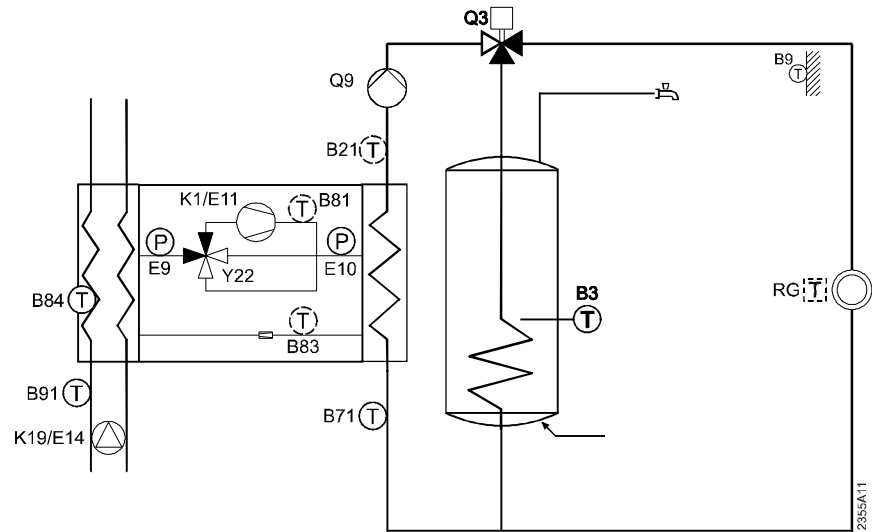 Q3
B9
T
Q9
B21 T
K1/E11
T B81
P
P
E9
Y22
E10
B84 T
RG T
B3
T
T
B83
B91 T
B71 T
K19/E14
2355A11